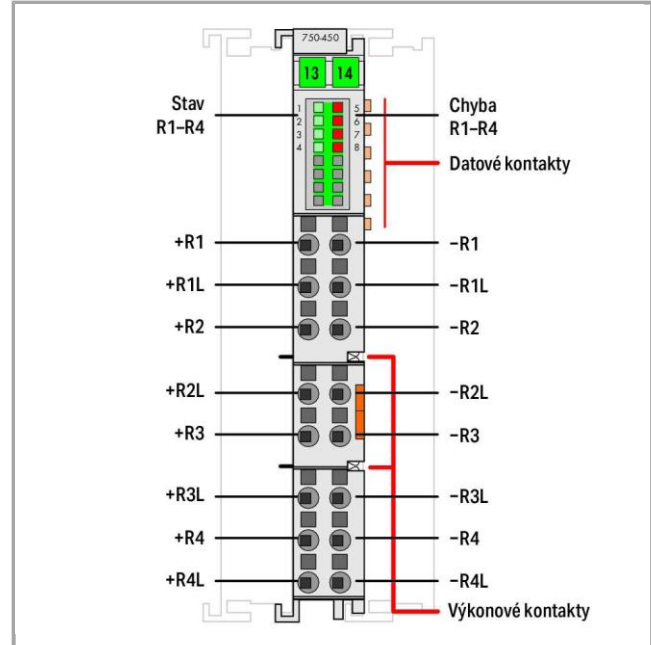 750-450
13 14
Stav
R1–R4
1 5
2 6
3 7
4 8
Chyba
R1–R4
Datové kontakty
+R1 −R1
+R1L −R1L
+R2 −R2
+R2L −R2L
+R3 −R3
+R3L −R3L
+R4 −R4
+R4L −R4L
Výkonové kontakty